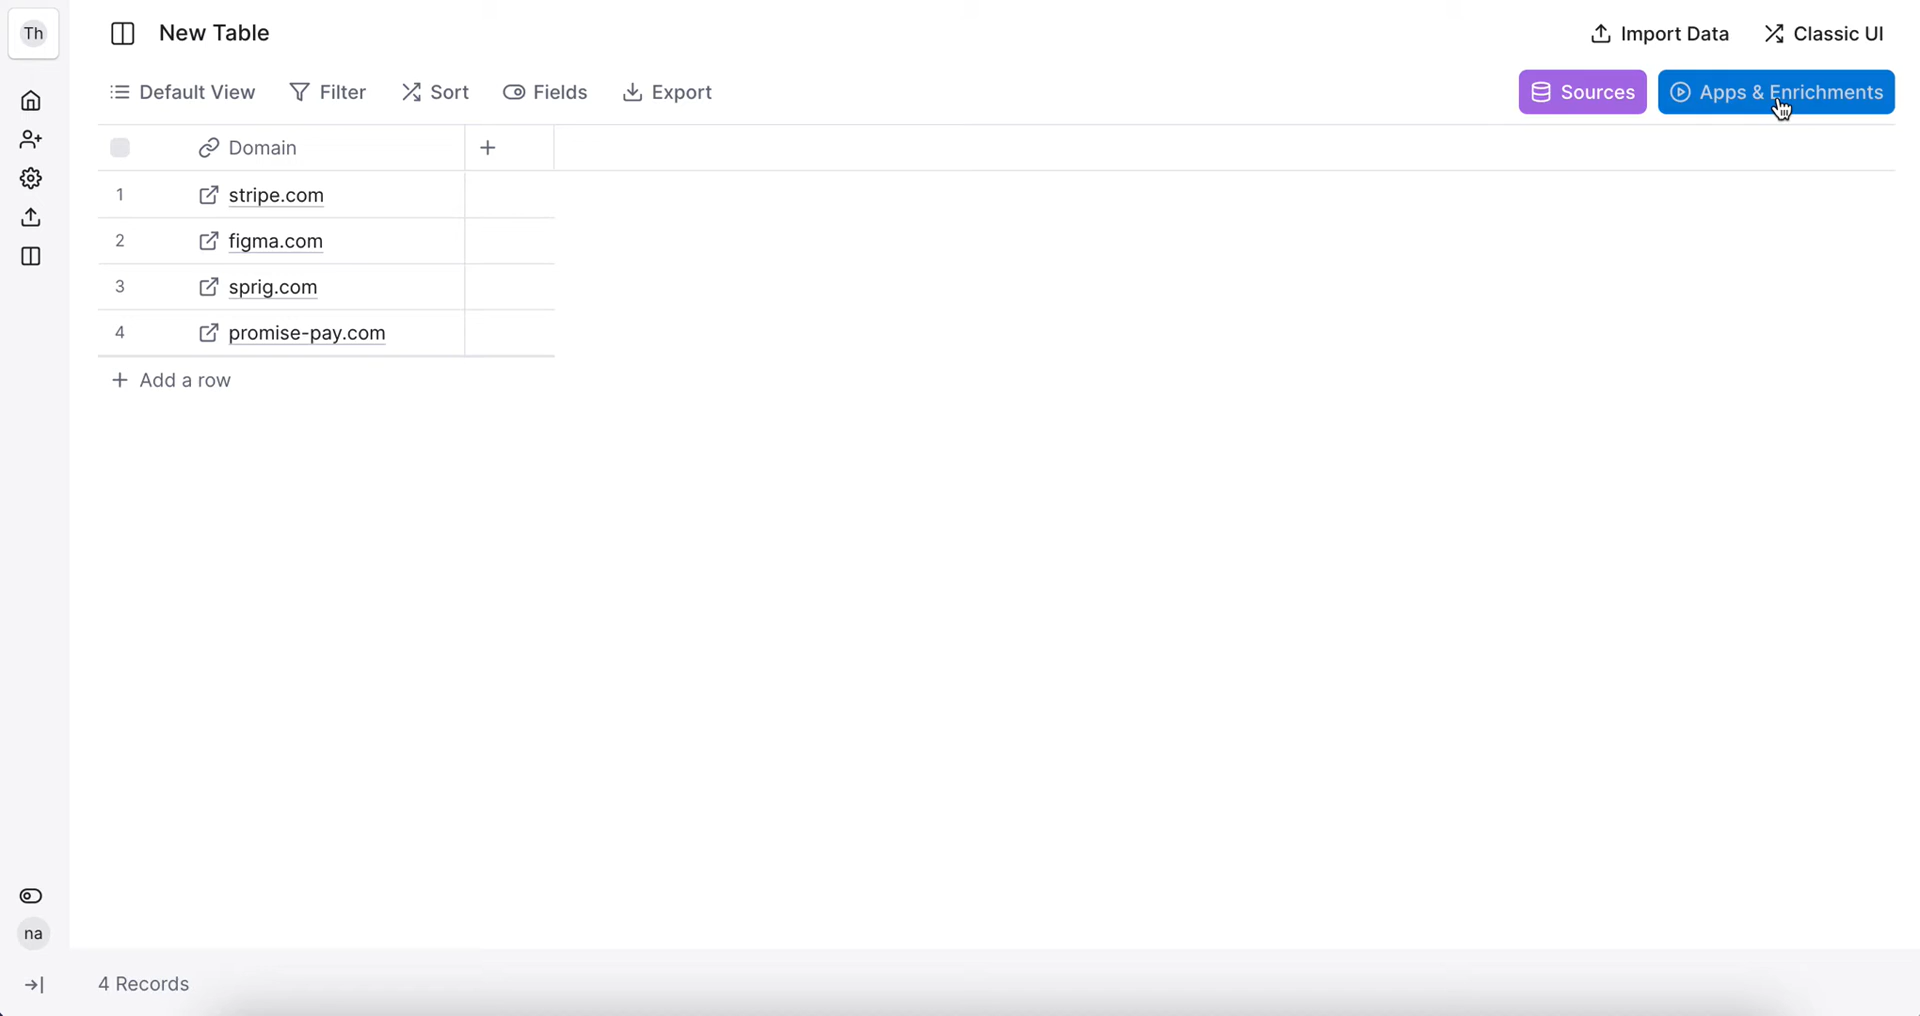 Th
New Table
Import Data
Classic UI
Default View
Filter
Sort
Fields
Export
Sources
Apps & Enrichments
Domain
1
stripe.com
2
figma.com
3
sprig.com
4
promise-pay.com
+ Add a row
na
4 Records